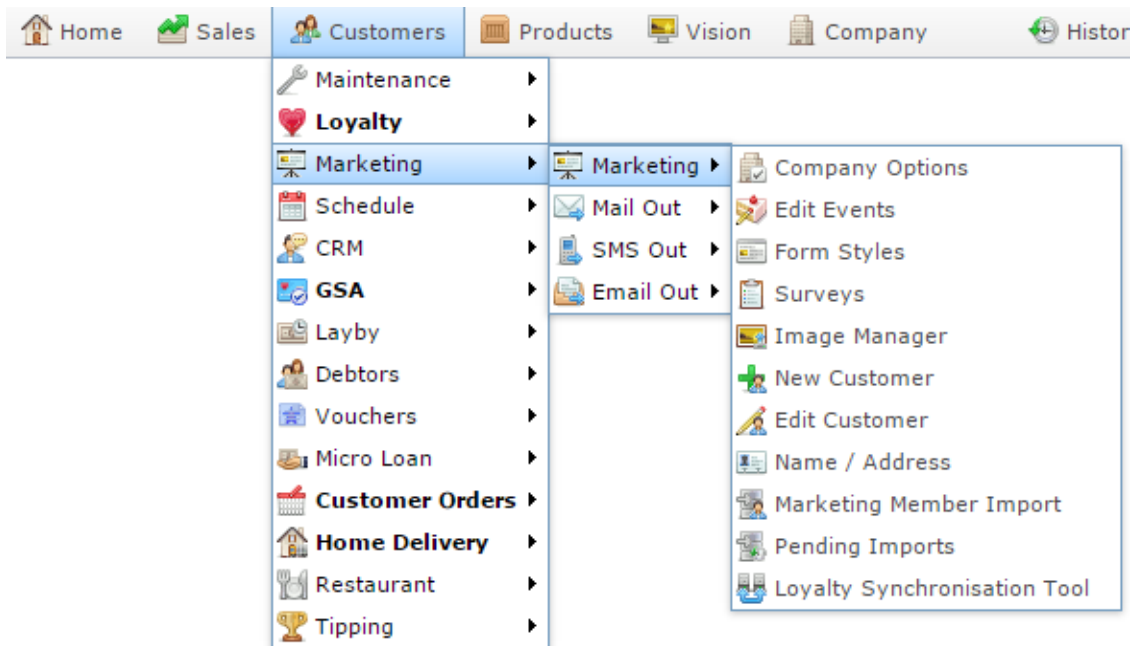 Home Sales Customers Products Vision Company Histor
Maintenance
Loyalty
Marketing
Schedule
CRM
GSA
Layby
Debtors
Vouchers
Micro Loan
Customer Orders
Home Delivery
Restaurant
Tipping
Marketing
Mail Out
SMS Out
Email Out
Company Options
Edit Events
Form Styles
Surveys
Image Manager
New Customer
Edit Customer
Name / Address
Marketing Member Import
Pending Imports
Loyalty Synchronisation Tool